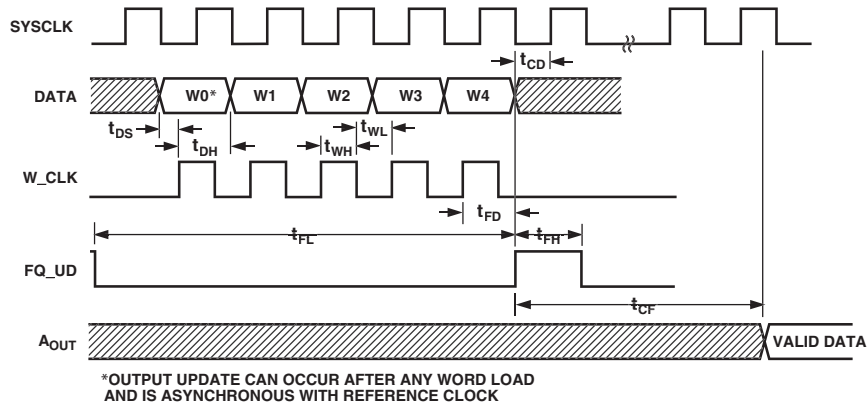 SYSCLK
tCD
DATA
W0* W1 W2 W3 W4
tDS
tDH
tWH
tWL
W_CLK
tFD
tFL
tFH
FQ_UD
tCF
AOUT
VALID DATA
*OUTPUT UPDATE CAN OCCUR AFTER ANY WORD LOAD
AND IS ASYNCHRONOUS WITH REFERENCE CLOCK